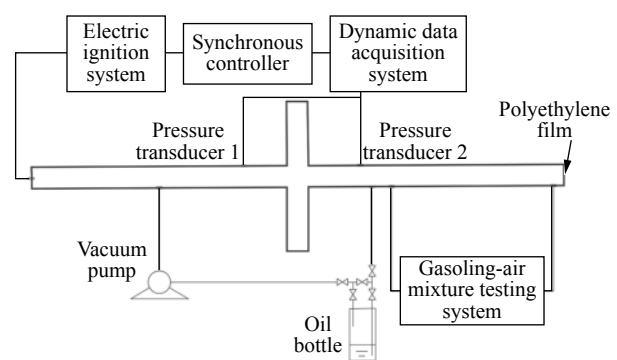 Electric
ignition
system
Synchronous
controller
Dynamic data
acquisition
system
Polyethylene
film
Pressure
transducer 1
Pressure
transducer 2
Vacuum
pump
Gasoling-air
mixture testing
system
Oil
bottle